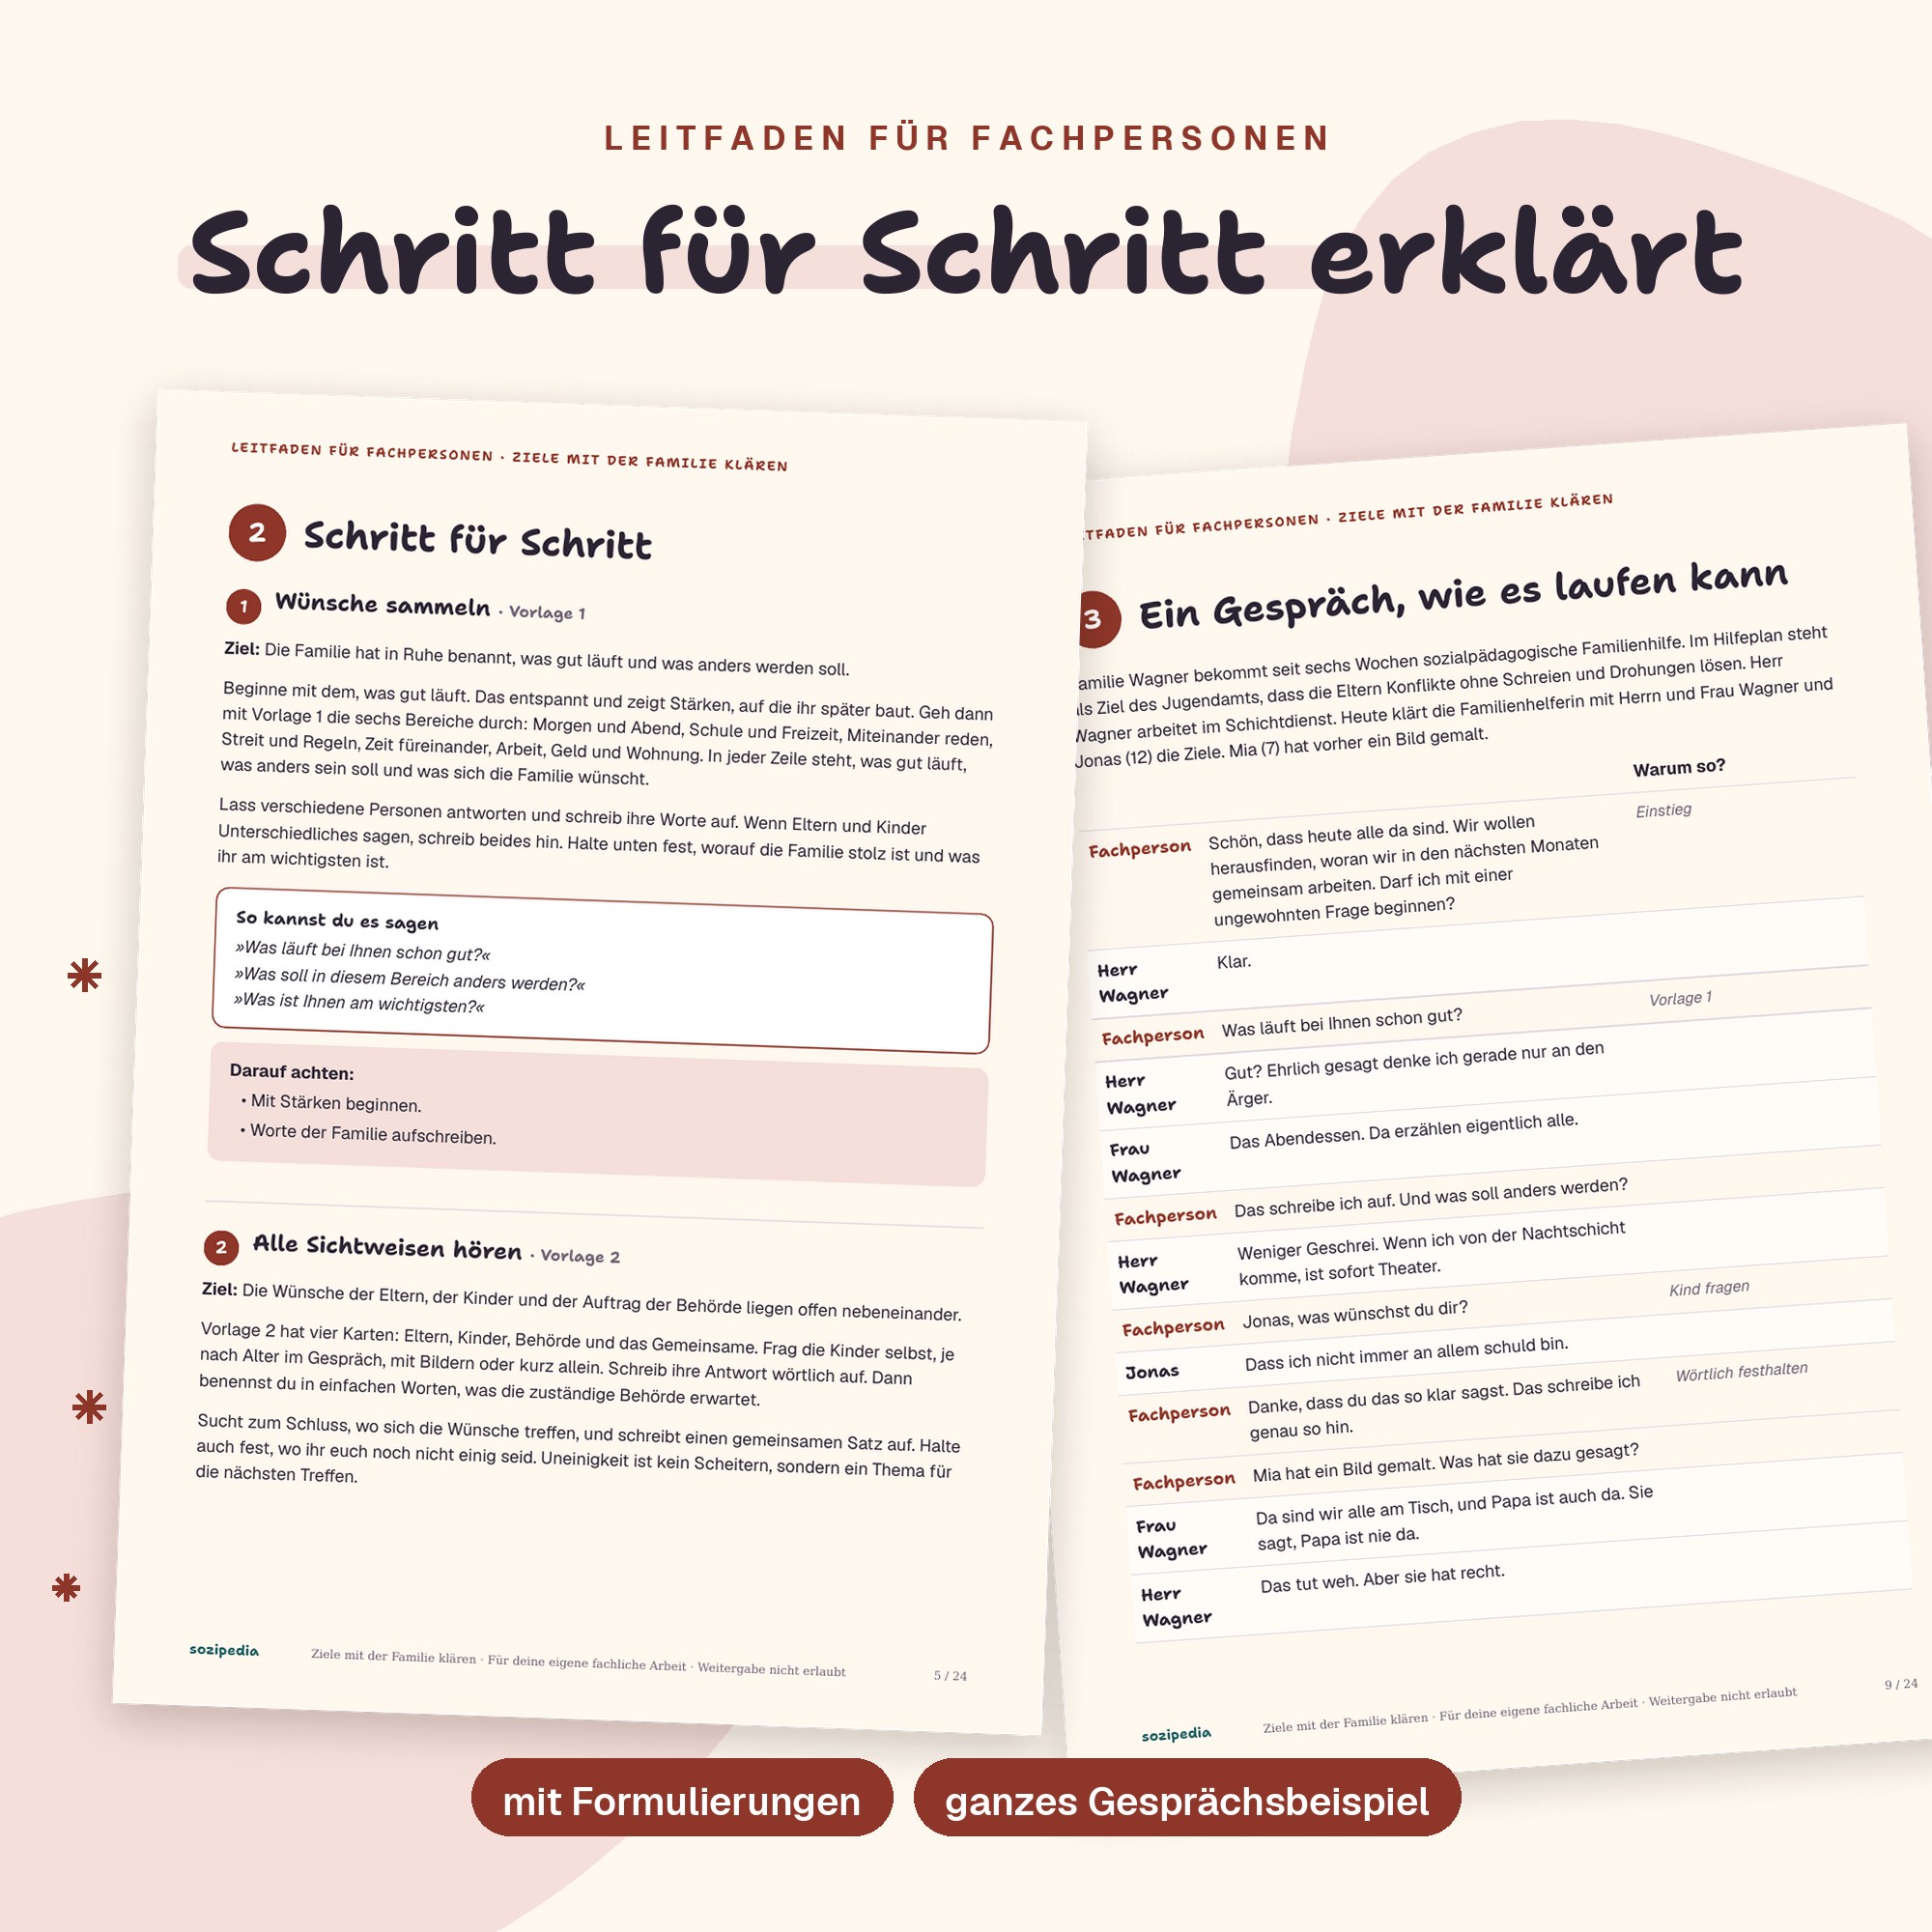 LEITFADEN FÜR FACHPERSONEN
Schritt für Schritt erklärt
LEITFADEN FÜR FACHPERSONEN · ZIELE MIT DER FAMILIE KLÄREN
2 Schritt für Schritt
1 Wünsche sammeln · Vorlage 1
Ziel: Die Familie hat in Ruhe benannt, was gut läuft und was anders werden soll.
Beginne mit dem, was gut läuft. Das entspannt und zeigt Stärken, auf die ihr später baut. Geh dann
mit Vorlage 1 die sechs Bereiche durch: Morgen und Abend, Schule und Freizeit, Miteinander reden,
Streit und Regeln, Zeit füreinander, Arbeit, Geld und Wohnung. In jeder Zeile steht, was gut läuft,
was anders sein soll und was sich die Familie wünscht.
Lass verschiedene Personen antworten und schreib ihre Worte auf. Wenn Eltern und Kinder
Unterschiedliches sagen, schreib beides hin. Halte unten fest, worauf die Familie stolz ist und was
ihr am wichtigsten ist.
So kannst du es sagen
»Was läuft bei Ihnen schon gut?«
»Was soll in diesem Bereich anders werden?«
»Was ist Ihnen am wichtigsten?«
Darauf achten:
• Mit Stärken beginnen.
• Worte der Familie aufschreiben.
2 Alle Sichtweisen hören · Vorlage 2
Ziel: Die Wünsche der Eltern, der Kinder und der Auftrag der Behörde liegen offen nebeneinander.
Vorlage 2 hat vier Karten: Eltern, Kinder, Behörde und das Gemeinsame. Frag die Kinder selbst, je
nach Alter im Gespräch, mit Bildern oder kurz allein. Schreib ihre Antwort wörtlich auf. Dann
benennst du in einfachen Worten, was die zuständige Behörde erwartet.
Sucht zum Schluss, wo sich die Wünsche treffen, und schreibt einen gemeinsamen Satz auf. Halte
auch fest, wo ihr euch noch nicht einig seid. Uneinigkeit ist kein Scheitern, sondern ein Thema für
die nächsten Treffen.
sozipedia Ziele mit der Familie klären · Für deine eigene fachliche Arbeit · Weitergabe nicht erlaubt 5 / 24
ITFADEN FÜR FACHPERSONEN · ZIELE MIT DER FAMILIE KLÄREN
3 Ein Gespräch, wie es laufen kann
amilie Wagner bekommt seit sechs Wochen sozialpädagogische Familienhilfe. Im Hilfeplan steht
ls Ziel des Jugendamts, dass die Eltern Konflikte ohne Schreien und Drohungen lösen. Herr
Wagner arbeitet im Schichtdienst. Heute klärt die Familienhelferin mit Herrn und Frau Wagner und
Jonas (12) die Ziele. Mia (7) hat vorher ein Bild gemalt.
Warum so?
Fachperson Schön, dass heute alle da sind. Wir wollen Einstieg
herausfinden, woran wir in den nächsten Monaten
gemeinsam arbeiten. Darf ich mit einer
ungewohnten Frage beginnen?
Herr Klar.
Wagner
Fachperson Was läuft bei Ihnen schon gut? Vorlage 1
Herr Gut? Ehrlich gesagt denke ich gerade nur an den
Wagner Ärger.
Frau Das Abendessen. Da erzählen eigentlich alle.
Wagner
Fachperson Das schreibe ich auf. Und was soll anders werden?
Herr Weniger Geschrei. Wenn ich von der Nachtschicht
Wagner komme, ist sofort Theater.
Fachperson Jonas, was wünschst du dir? Kind fragen
Jonas Dass ich nicht immer an allem schuld bin.
Fachperson Danke, dass du das so klar sagst. Das schreibe ich Wörtlich festhalten
genau so hin.
Fachperson Mia hat ein Bild gemalt. Was hat sie dazu gesagt?
Frau Da sind wir alle am Tisch, und Papa ist auch da. Sie
Wagner sagt, Papa ist nie da.
Herr Das tut weh. Aber sie hat recht.
Wagner
sozipedia Ziele mit der Familie klären · Für deine eigene fachliche Arbeit · Weitergabe nicht erlaubt 9 / 24
mit Formulierungen
ganzes Gesprächsbeispiel